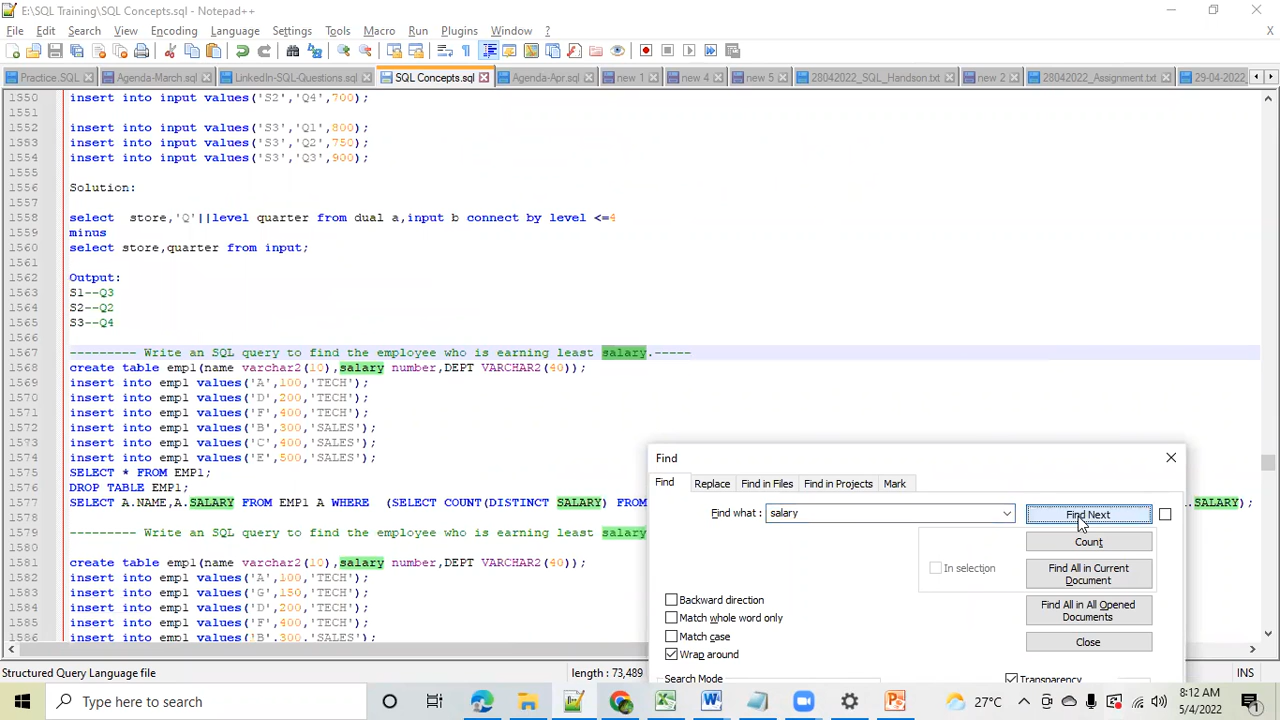 E:\SQL Training\SQL Concepts.sql - Notepad++
File Edit Search View Encoding Language Settings Tools Macro Run Plugins Window ? X
Practice.SQL Agenda-March.sql LinkedIn-SQL-Questions.sql SQL Concepts.sql Agenda-Apr.sql new 1 new 4 new 5 28042022_SQL_Handson.txt new 2 28042022_Assignment.txt 29-04-2022_
1550 insert into input values('S2','Q4',700);
1551
1552 insert into input values('S3','Q1',800);
1553 insert into input values('S3','Q2',750);
1554 insert into input values('S3','Q3',900);
1555
1556 Solution:
1557
1558 select  store,'Q'||level quarter from dual a,input b connect by level <=4
1559 minus
1560 select store,quarter from input;
1561
1562 Output:
1563 S1--Q3
1564 S2--Q2
1565 S3--Q4
1566
1567 --------- Write an SQL query to find the employee who is earning least salary.-----
1568 create table emp1(name varchar2(10),salary number,DEPT VARCHAR2(40));
1569 insert into emp1 values('A',100,'TECH');
1570 insert into emp1 values('D',200,'TECH');
1571 insert into emp1 values('F',400,'TECH');
1572 insert into emp1 values('B',300,'SALES');
1573 insert into emp1 values('C',400,'SALES');
1574 insert into emp1 values('E',500,'SALES');
1575 SELECT * FROM EMP1;
1576 DROP TABLE EMP1;
1577 SELECT A.NAME,A.SALARY FROM EMP1 A WHERE  (SELECT COUNT(DISTINCT SALARY) FROM .SALARY);
1578
1579 --------- Write an SQL query to find the employee who is earning least salary
1580
1581 create table emp1(name varchar2(10),salary number,DEPT VARCHAR2(40));
1582 insert into emp1 values('A',100,'TECH');
1583 insert into emp1 values('G',150,'TECH');
1584 insert into emp1 values('D',200,'TECH');
1585 insert into emp1 values('F',400,'TECH');
1586 insert into emp1 values('B',300,'SALES');
Find
Find Replace Find in Files Find in Projects Mark
Find what : salary Find Next
Count
In selection
Find All in Current Document
Find All in All Opened Documents
Close
Backward direction
Match whole word only
Match case
Wrap around
Search Mode Transparency
Structured Query Language file length : 73,489 INS
Type here to search 27°C 8:12 AM
5/4/2022